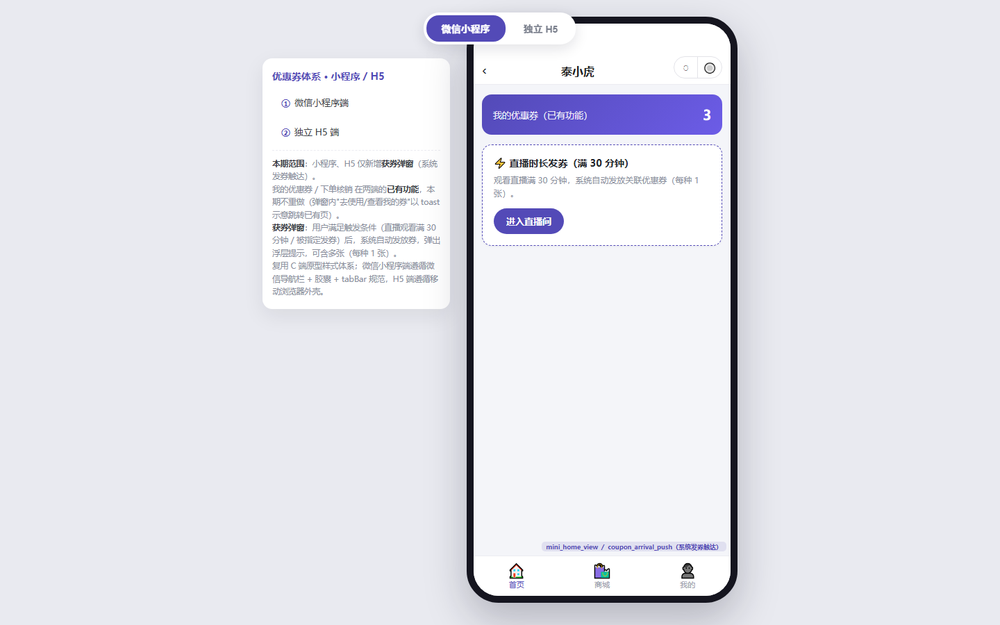 微信小程序
独立 H5
优惠券体系 • 小程序 / H5
① 微信小程序端
② 独立 H5 端
本期范围：小程序、H5 仅新增获券弹窗（系统
发券触达）。
我的优惠券 / 下单核销 在两端的已有功能，本
期不重做（弹窗内"去使用/查看我的券"以 toast
示意跳转已有页）。
获券弹窗：用户满足触发条件（直播观看满 30
分钟 / 被指定发券）后，系统自动发放券，弹出
浮层提示，可含多张（每种 1 张）。
复用 C 端原型样式体系；微信小程序端遵循微
信导航栏 + 胶囊 + tabBar 规范，H5 端遵循移
动浏览器外壳。
‹
泰小虎
我的优惠券（已有功能）
3
⚡ 直播时长发券（满 30 分钟）
观看直播满 30 分钟，系统自动发放关联优惠券（每种 1
张）。
进入直播间
mini_home_view / coupon_arrival_push（系统发券触达）
首页
商城
我的